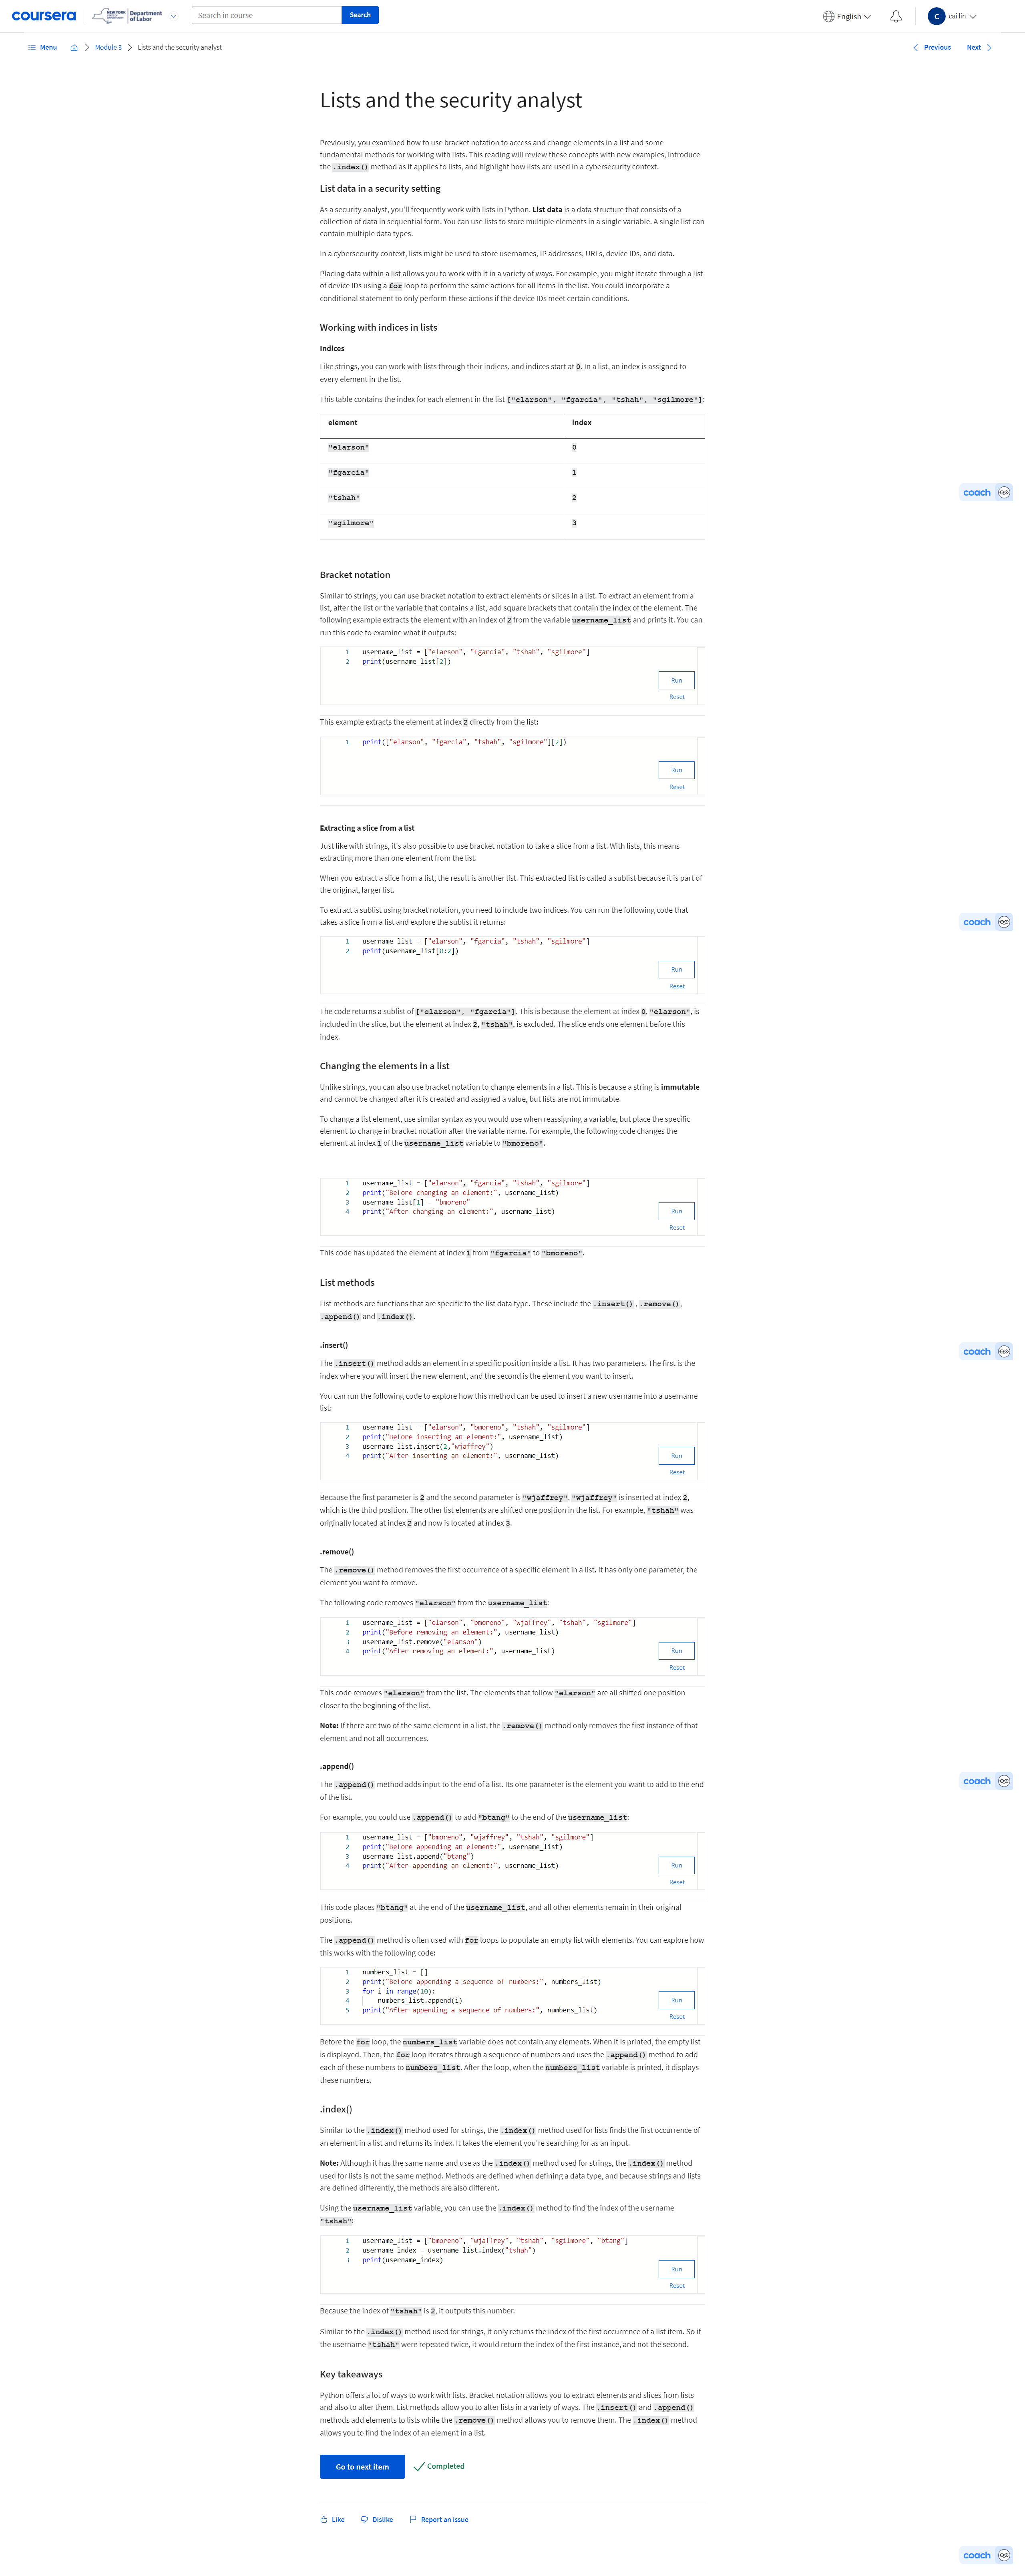 coursera
NEW YORK
Department
of Labor
Search in course
Search
English
C
cai lin
Menu
Module 3
Lists and the security analyst
Previous
Next
Lists and the security analyst
Previously, you examined how to use bracket notation to access and change elements in a list and some
fundamental methods for working with lists. This reading will review these concepts with new examples, introduce
the .index() method as it applies to lists, and highlight how lists are used in a cybersecurity context.
List data in a security setting
As a security analyst, you'll frequently work with lists in Python. List data is a data structure that consists of a
collection of data in sequential form. You can use lists to store multiple elements in a single variable. A single list can
contain multiple data types.
In a cybersecurity context, lists might be used to store usernames, IP addresses, URLs, device IDs, and data.
Placing data within a list allows you to work with it in a variety of ways. For example, you might iterate through a list
of device IDs using a for loop to perform the same actions for all items in the list. You could incorporate a
conditional statement to only perform these actions if the device IDs meet certain conditions.
Working with indices in lists
Indices
Like strings, you can work with lists through their indices, and indices start at 0. In a list, an index is assigned to
every element in the list.
This table contains the index for each element in the list ["elarson", "fgarcia", "tshah", "sgilmore"]:
element index
"elarson" 0
"fgarcia" 1
"tshah" 2
coach
"sgilmore" 3
Bracket notation
Similar to strings, you can use bracket notation to extract elements or slices in a list. To extract an element from a
list, after the list or the variable that contains a list, add square brackets that contain the index of the element. The
following example extracts the element with an index of 2 from the variable username_list and prints it. You can
run this code to examine what it outputs:
1 username_list = ["elarson", "fgarcia", "tshah", "sgilmore"]
2 print(username_list[2])
Run
Reset
This example extracts the element at index 2 directly from the list:
1 print(["elarson", "fgarcia", "tshah", "sgilmore"][2])
Run
Reset
Extracting a slice from a list
Just like with strings, it's also possible to use bracket notation to take a slice from a list. With lists, this means
extracting more than one element from the list.
When you extract a slice from a list, the result is another list. This extracted list is called a sublist because it is part of
the original, larger list.
To extract a sublist using bracket notation, you need to include two indices. You can run the following code that
takes a slice from a list and explore the sublist it returns:
coach
1 username_list = ["elarson", "fgarcia", "tshah", "sgilmore"]
2 print(username_list[0:2])
Run
Reset
The code returns a sublist of ["elarson", "fgarcia"]. This is because the element at index 0, "elarson", is
included in the slice, but the element at index 2, "tshah", is excluded. The slice ends one element before this
index.
Changing the elements in a list
Unlike strings, you can also use bracket notation to change elements in a list. This is because a string is immutable
and cannot be changed after it is created and assigned a value, but lists are not immutable.
To change a list element, use similar syntax as you would use when reassigning a variable, but place the specific
element to change in bracket notation after the variable name. For example, the following code changes the
element at index 1 of the username_list variable to "bmoreno".
1 username_list = ["elarson", "fgarcia", "tshah", "sgilmore"]
2 print("Before changing an element:", username_list)
3 username_list[1] = "bmoreno"
4 print("After changing an element:", username_list)
Run
Reset
This code has updated the element at index 1 from "fgarcia" to "bmoreno".
List methods
List methods are functions that are specific to the list data type. These include the .insert() , .remove(),
.append() and .index().
.insert()
coach
The .insert() method adds an element in a specific position inside a list. It has two parameters. The first is the
index where you will insert the new element, and the second is the element you want to insert.
You can run the following code to explore how this method can be used to insert a new username into a username
list:
1 username_list = ["elarson", "bmoreno", "tshah", "sgilmore"]
2 print("Before inserting an element:", username_list)
3 username_list.insert(2,"wjaffrey")
4 print("After inserting an element:", username_list)
Run
Reset
Because the first parameter is 2 and the second parameter is "wjaffrey", "wjaffrey" is inserted at index 2,
which is the third position. The other list elements are shifted one position in the list. For example, "tshah" was
originally located at index 2 and now is located at index 3.
.remove()
The .remove() method removes the first occurrence of a specific element in a list. It has only one parameter, the
element you want to remove.
The following code removes "elarson" from the username_list:
1 username_list = ["elarson", "bmoreno", "wjaffrey", "tshah", "sgilmore"]
2 print("Before removing an element:", username_list)
3 username_list.remove("elarson")
4 print("After removing an element:", username_list)
Run
Reset
This code removes "elarson" from the list. The elements that follow "elarson" are all shifted one position
closer to the beginning of the list.
Note: If there are two of the same element in a list, the .remove() method only removes the first instance of that
element and not all occurrences.
.append()
coach
The .append() method adds input to the end of a list. Its one parameter is the element you want to add to the end
of the list.
For example, you could use .append() to add "btang" to the end of the username_list:
1 username_list = ["bmoreno", "wjaffrey", "tshah", "sgilmore"]
2 print("Before appending an element:", username_list)
3 username_list.append("btang")
4 print("After appending an element:", username_list)
Run
Reset
This code places "btang" at the end of the username_list, and all other elements remain in their original
positions.
The .append() method is often used with for loops to populate an empty list with elements. You can explore how
this works with the following code:
1 numbers_list = []
2 print("Before appending a sequence of numbers:", numbers_list)
3 for i in range(10):
4 numbers_list.append(i)
5 print("After appending a sequence of numbers:", numbers_list)
Run
Reset
Before the for loop, the numbers_list variable does not contain any elements. When it is printed, the empty list
is displayed. Then, the for loop iterates through a sequence of numbers and uses the .append() method to add
each of these numbers to numbers_list. After the loop, when the numbers_list variable is printed, it displays
these numbers.
.index()
Similar to the .index() method used for strings, the .index() method used for lists finds the first occurrence of
an element in a list and returns its index. It takes the element you're searching for as an input.
Note: Although it has the same name and use as the .index() method used for strings, the .index() method
used for lists is not the same method. Methods are defined when defining a data type, and because strings and lists
are defined differently, the methods are also different.
Using the username_list variable, you can use the .index() method to find the index of the username
"tshah":
1 username_list = ["bmoreno", "wjaffrey", "tshah", "sgilmore", "btang"]
2 username_index = username_list.index("tshah")
3 print(username_index)
Run
Reset
Because the index of "tshah" is 2, it outputs this number.
Similar to the .index() method used for strings, it only returns the index of the first occurrence of a list item. So if
the username "tshah" were repeated twice, it would return the index of the first instance, and not the second.
Key takeaways
Python offers a lot of ways to work with lists. Bracket notation allows you to extract elements and slices from lists
and also to alter them. List methods allow you to alter lists in a variety of ways. The .insert() and .append()
methods add elements to lists while the .remove() method allows you to remove them. The .index() method
allows you to find the index of an element in a list.
Go to next item
Completed
Like
Dislike
Report an issue
coach